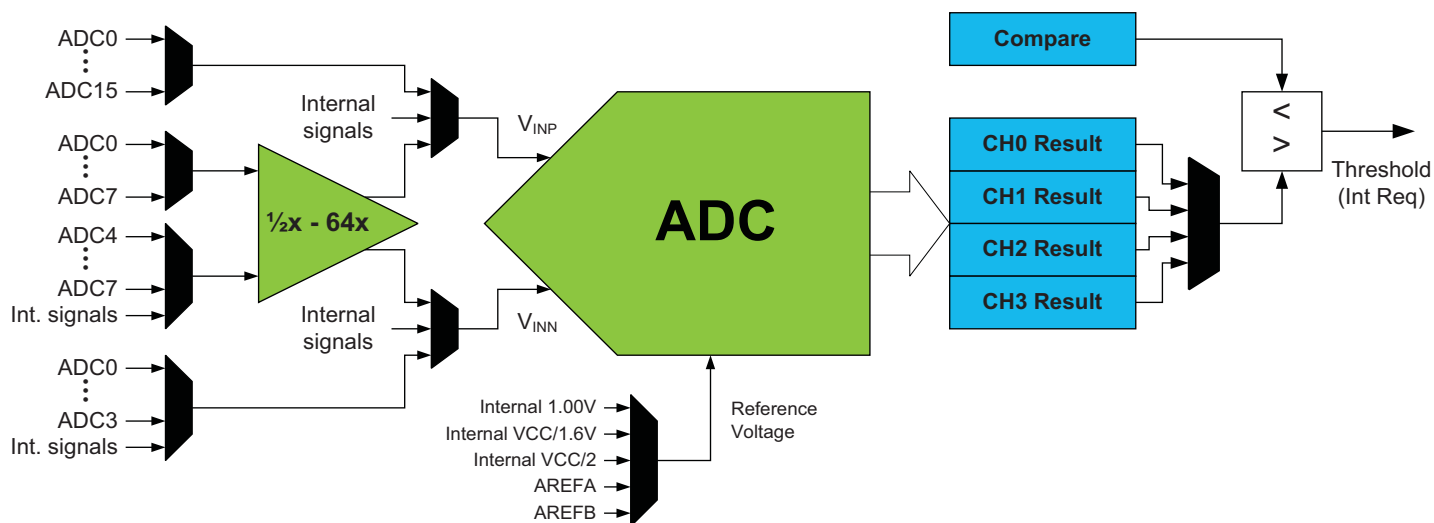 ADC0
ADC15
Internal
signals
ADC0
ADC7
½x - 64x
ADC4
ADC7
Int. signals
Internal
signals
ADC0
ADC3
Int. signals
VINP
VINN
ADC
Internal 1.00V
Internal VCC/1.6V
Internal VCC/2
AREFA
AREFB
Reference
Voltage
Compare
CH0 Result
CH1 Result
CH2 Result
CH3 Result
<
>
Threshold
(Int Req)